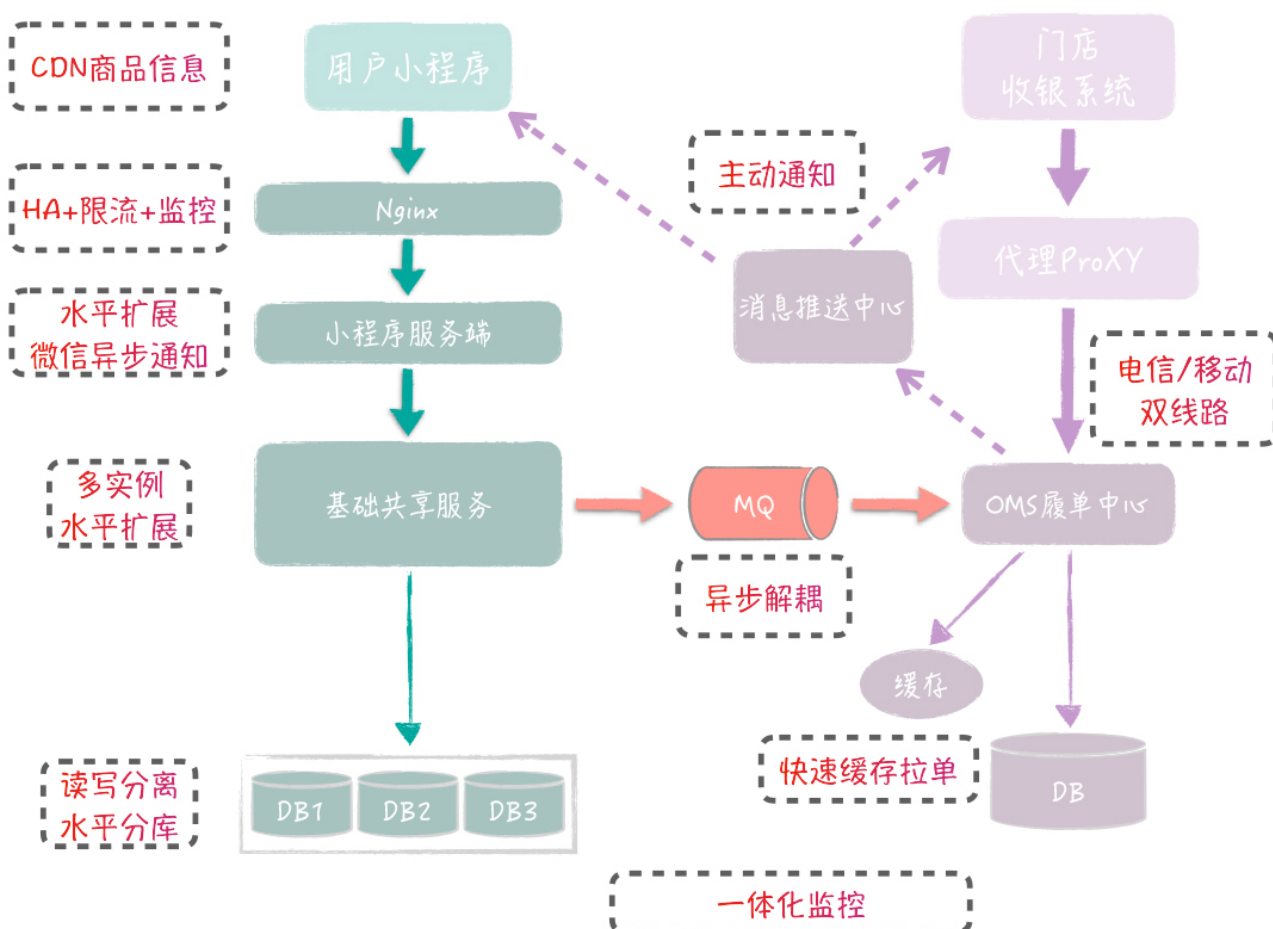 CDN商品信息
用户小程序
门店
收银系统
主动通知
HA+限流+监控
Nginx
代理ProXY
消息推送中心
水平扩展
微信异步通知
小程序服务端
电信/移动
双线路
多实例
水平扩展
基础共享服务
MQ
OMS履单中心
异步解耦
缓存
快速缓存拉单
读写分离
水平分库
DB1
DB2
DB3
DB
一体化监控